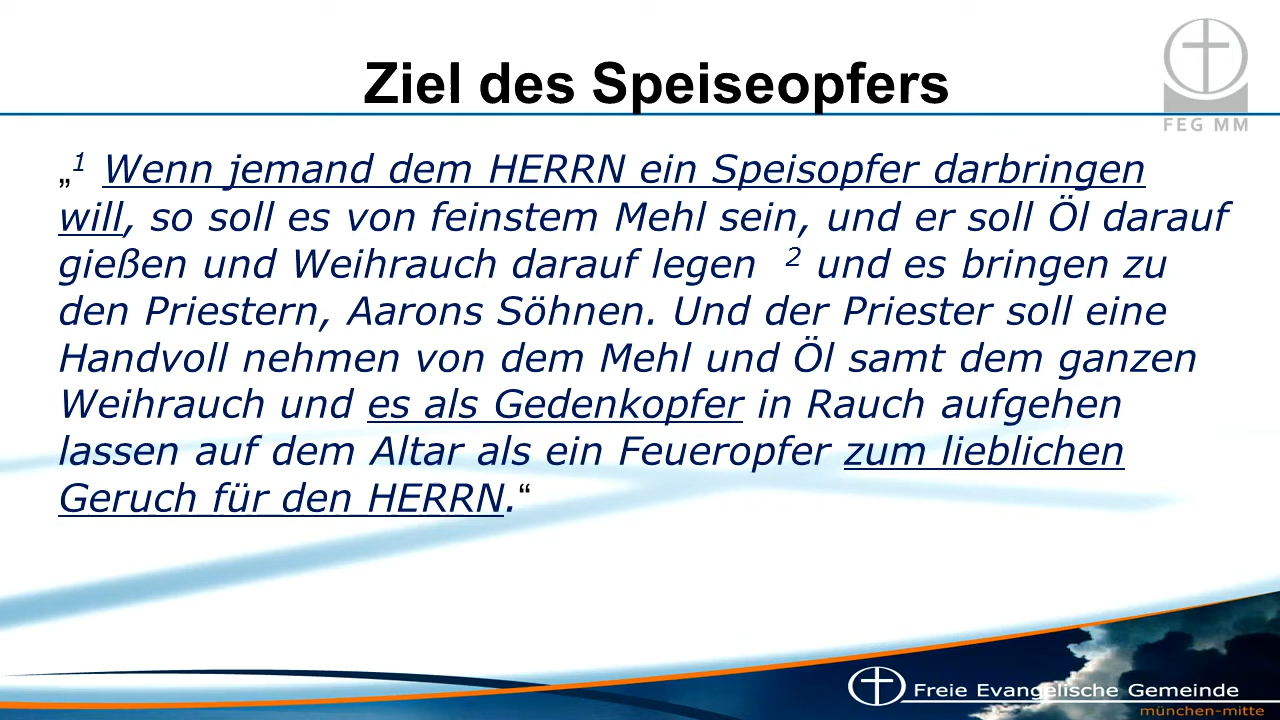 Ziel des Speiseopfers
FEG MM
„1 Wenn jemand dem HERRN ein Speisopfer darbringen
will, so soll es von feinstem Mehl sein, und er soll Öl darauf
gießen und Weihrauch darauf legen 2 und es bringen zu
den Priestern, Aarons Söhnen. Und der Priester soll eine
Handvoll nehmen von dem Mehl und Öl samt dem ganzen
Weihrauch und es als Gedenkopfer in Rauch aufgehen
lassen auf dem Altar als ein Feueropfer zum lieblichen
Geruch für den HERRN.“
Freie Evangelische Gemeinde
münchen-mitte